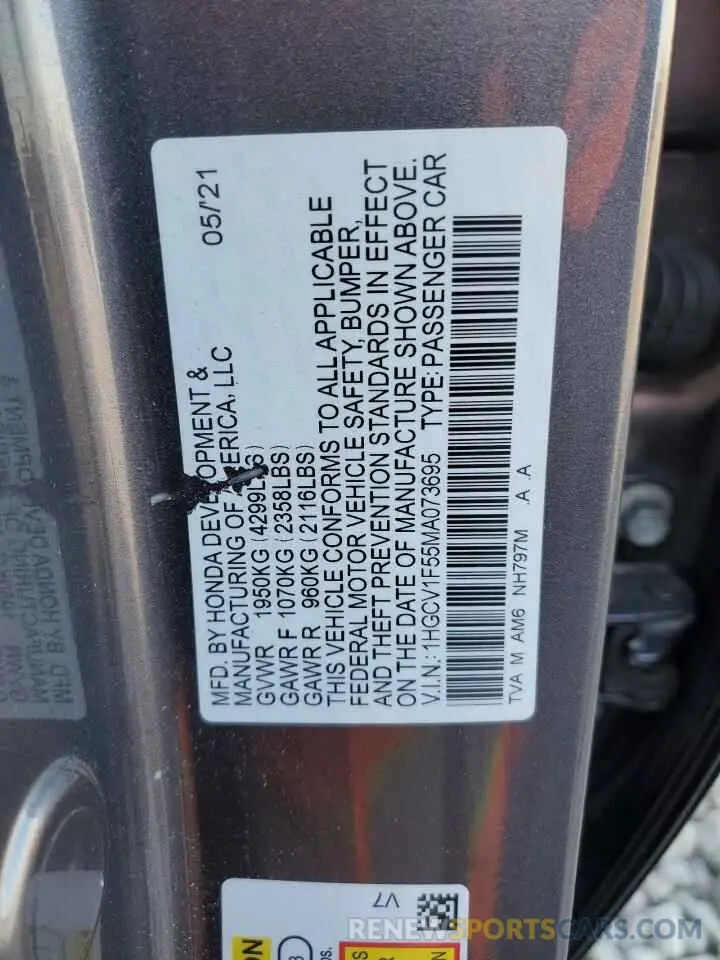 05/'21
MFD. BY HONDA DEVELOPMENT &
MANUFACTURING OF AMERICA, LLC
GVWR 1950KG (4299LBS)
GAWR F 1070KG (2358LBS)
GAWR R 960KG (2116LBS)
THIS VEHICLE CONFORMS TO ALL APPLICABLE
FEDERAL MOTOR VEHICLE SAFETY, BUMPER,
AND THEFT PREVENTION STANDARDS IN EFFECT
ON THE DATE OF MANUFACTURE SHOWN ABOVE.
V.I.N.: 1HGCV1F55MA073695 TYPE: PASSENGER CAR
TVA M AM6 NH797M .A .A
V7
RENEWSPORTSCARS.COM